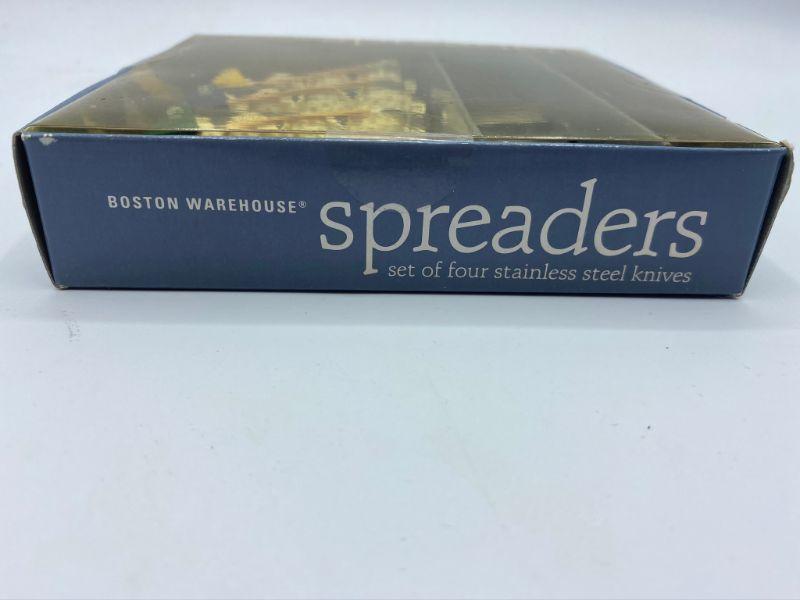 BOSTON WAREHOUSE® spreaders
set of four stainless steel knives